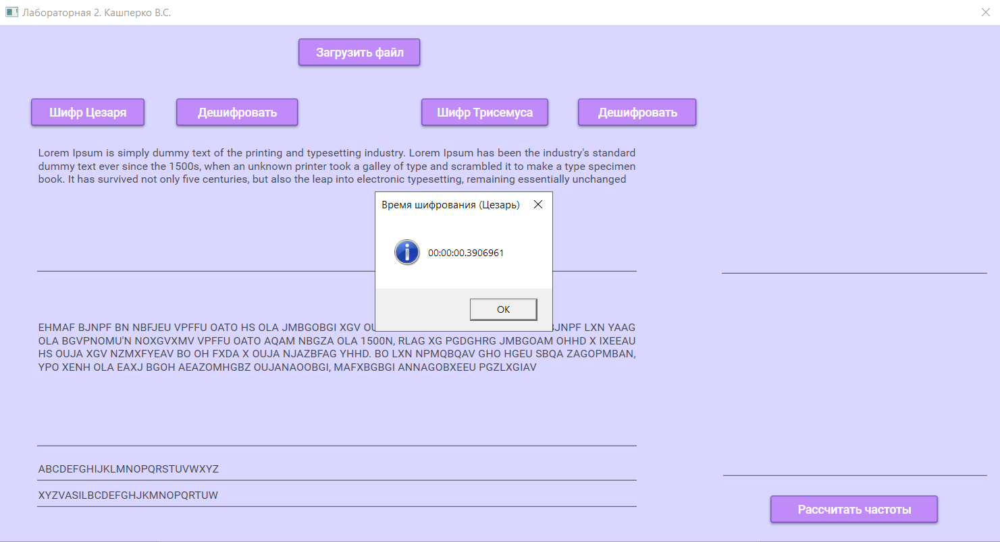 Лабораторная 2. Кашперко В.С.
Загрузить файл
Шифр Цезаря
Дешифровать
Шифр Трисемуса
Дешифровать
Lorem Ipsum is simply dummy text of the printing and typesetting industry. Lorem Ipsum has been the industry's standard
dummy text ever since the 1500s, when an unknown printer took a galley of type and scrambled it to make a type specimen
book. It has survived not only five centuries, but also the leap into electronic typesetting, remaining essentially unchanged
Время шифрования (Цезарь)
00:00:00.3906961
OK
EHMAF BJNPF BN NBFJEU VPFFU OATO HS OLA JMBGOBGI XGV OU BJNPF LXN YAAG
OLA BGVPNOMU'N NOXGVXMV VPFFU OATO AQAM NBGZA OLA 1500N, RLAG XG PGDGHRG JMBGOAM OHHD X IXEEAU
HS OUJA XGV NZMXFYEAV BO OH FXDA X OUJA NJAZBFAG YHHD. BO LXN NPMQBQAV GHO HGEU SBQA ZAGOPMBAN,
YPO XENH OLA EAXJ BGOH AEAZOMHGBZ OUJANAOOBGI, MAFXBGBGI ANNAGOBXEEU PGZLXGIAV
ABCDEFGHIJKLMNOPQRSTUVWXYZ
XYZVASILBCDEFGHJKMNOPQRTUW
Рассчитать частоты